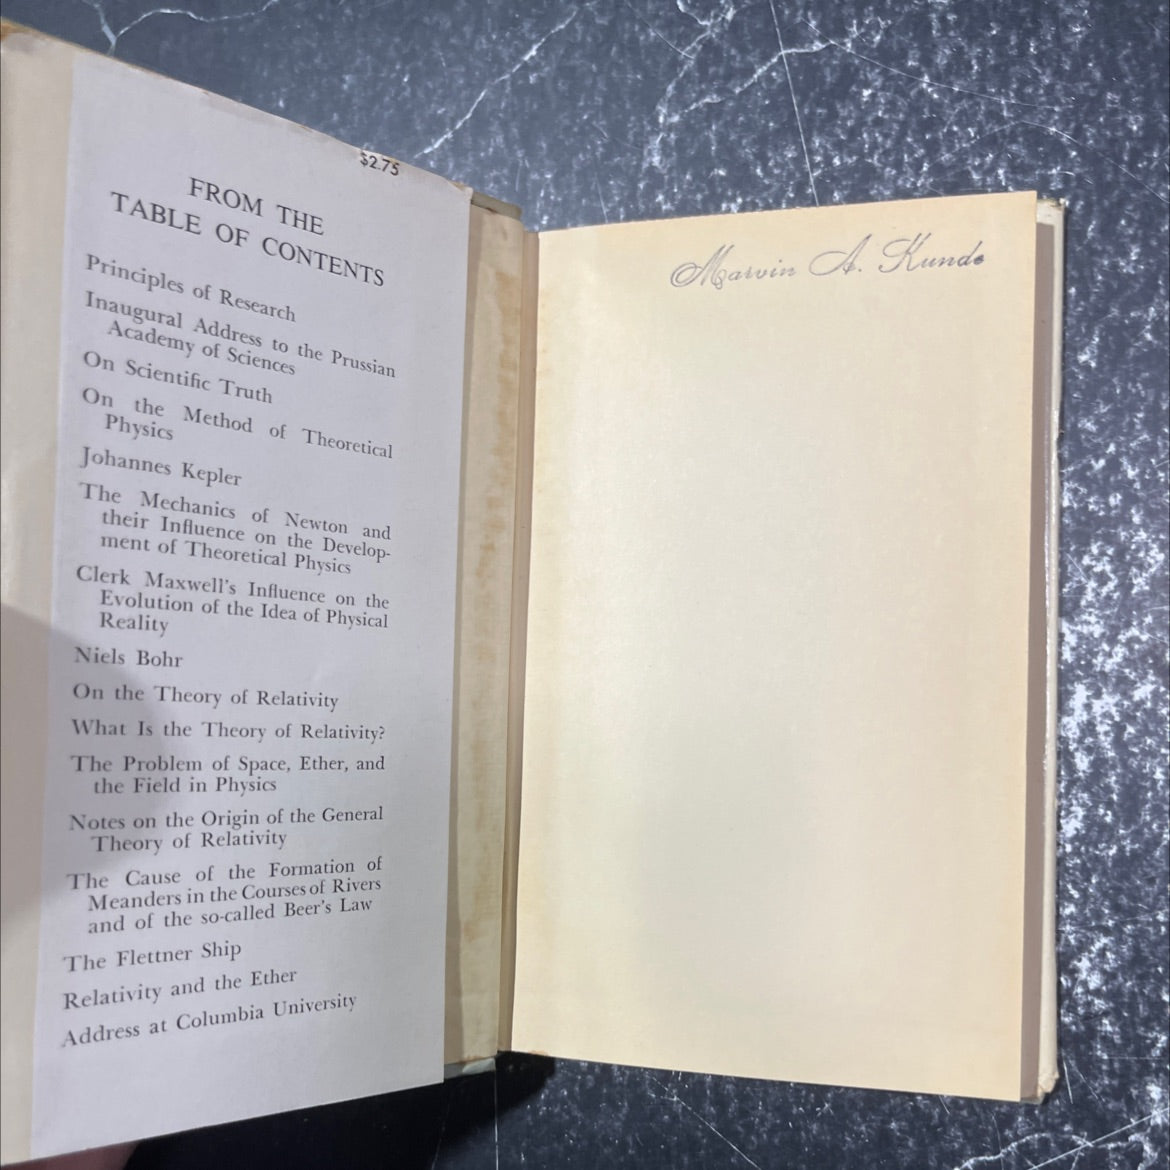 $2.75
FROM THE
TABLE OF CONTENTS
Principles of Research
Inaugural Address to the Prussian
Academy of Sciences
On Scientific Truth
On the Method of Theoretical
Physics
Johannes Kepler
The Mechanics of Newton and
their Influence on the Develop-
ment of Theoretical Physics
Clerk Maxwell's Influence on the
Evolution of the Idea of Physical
Reality
Niels Bohr
On the Theory of Relativity
What Is the Theory of Relativity?
The Problem of Space, Ether, and
the Field in Physics
Notes on the Origin of the General
Theory of Relativity
The Cause of the Formation of
Meanders in the Courses of Rivers
and of the so-called Beer's Law
The Flettner Ship
Relativity and the Ether
Address at Columbia University
Marvin A. Kunde